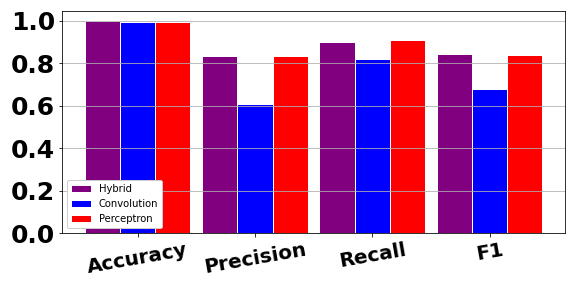 1.0
0.8
0.6
0.4
0.2
0.0
Hybrid
Convolution
Perceptron
Accuracy
Precision
Recall
F1